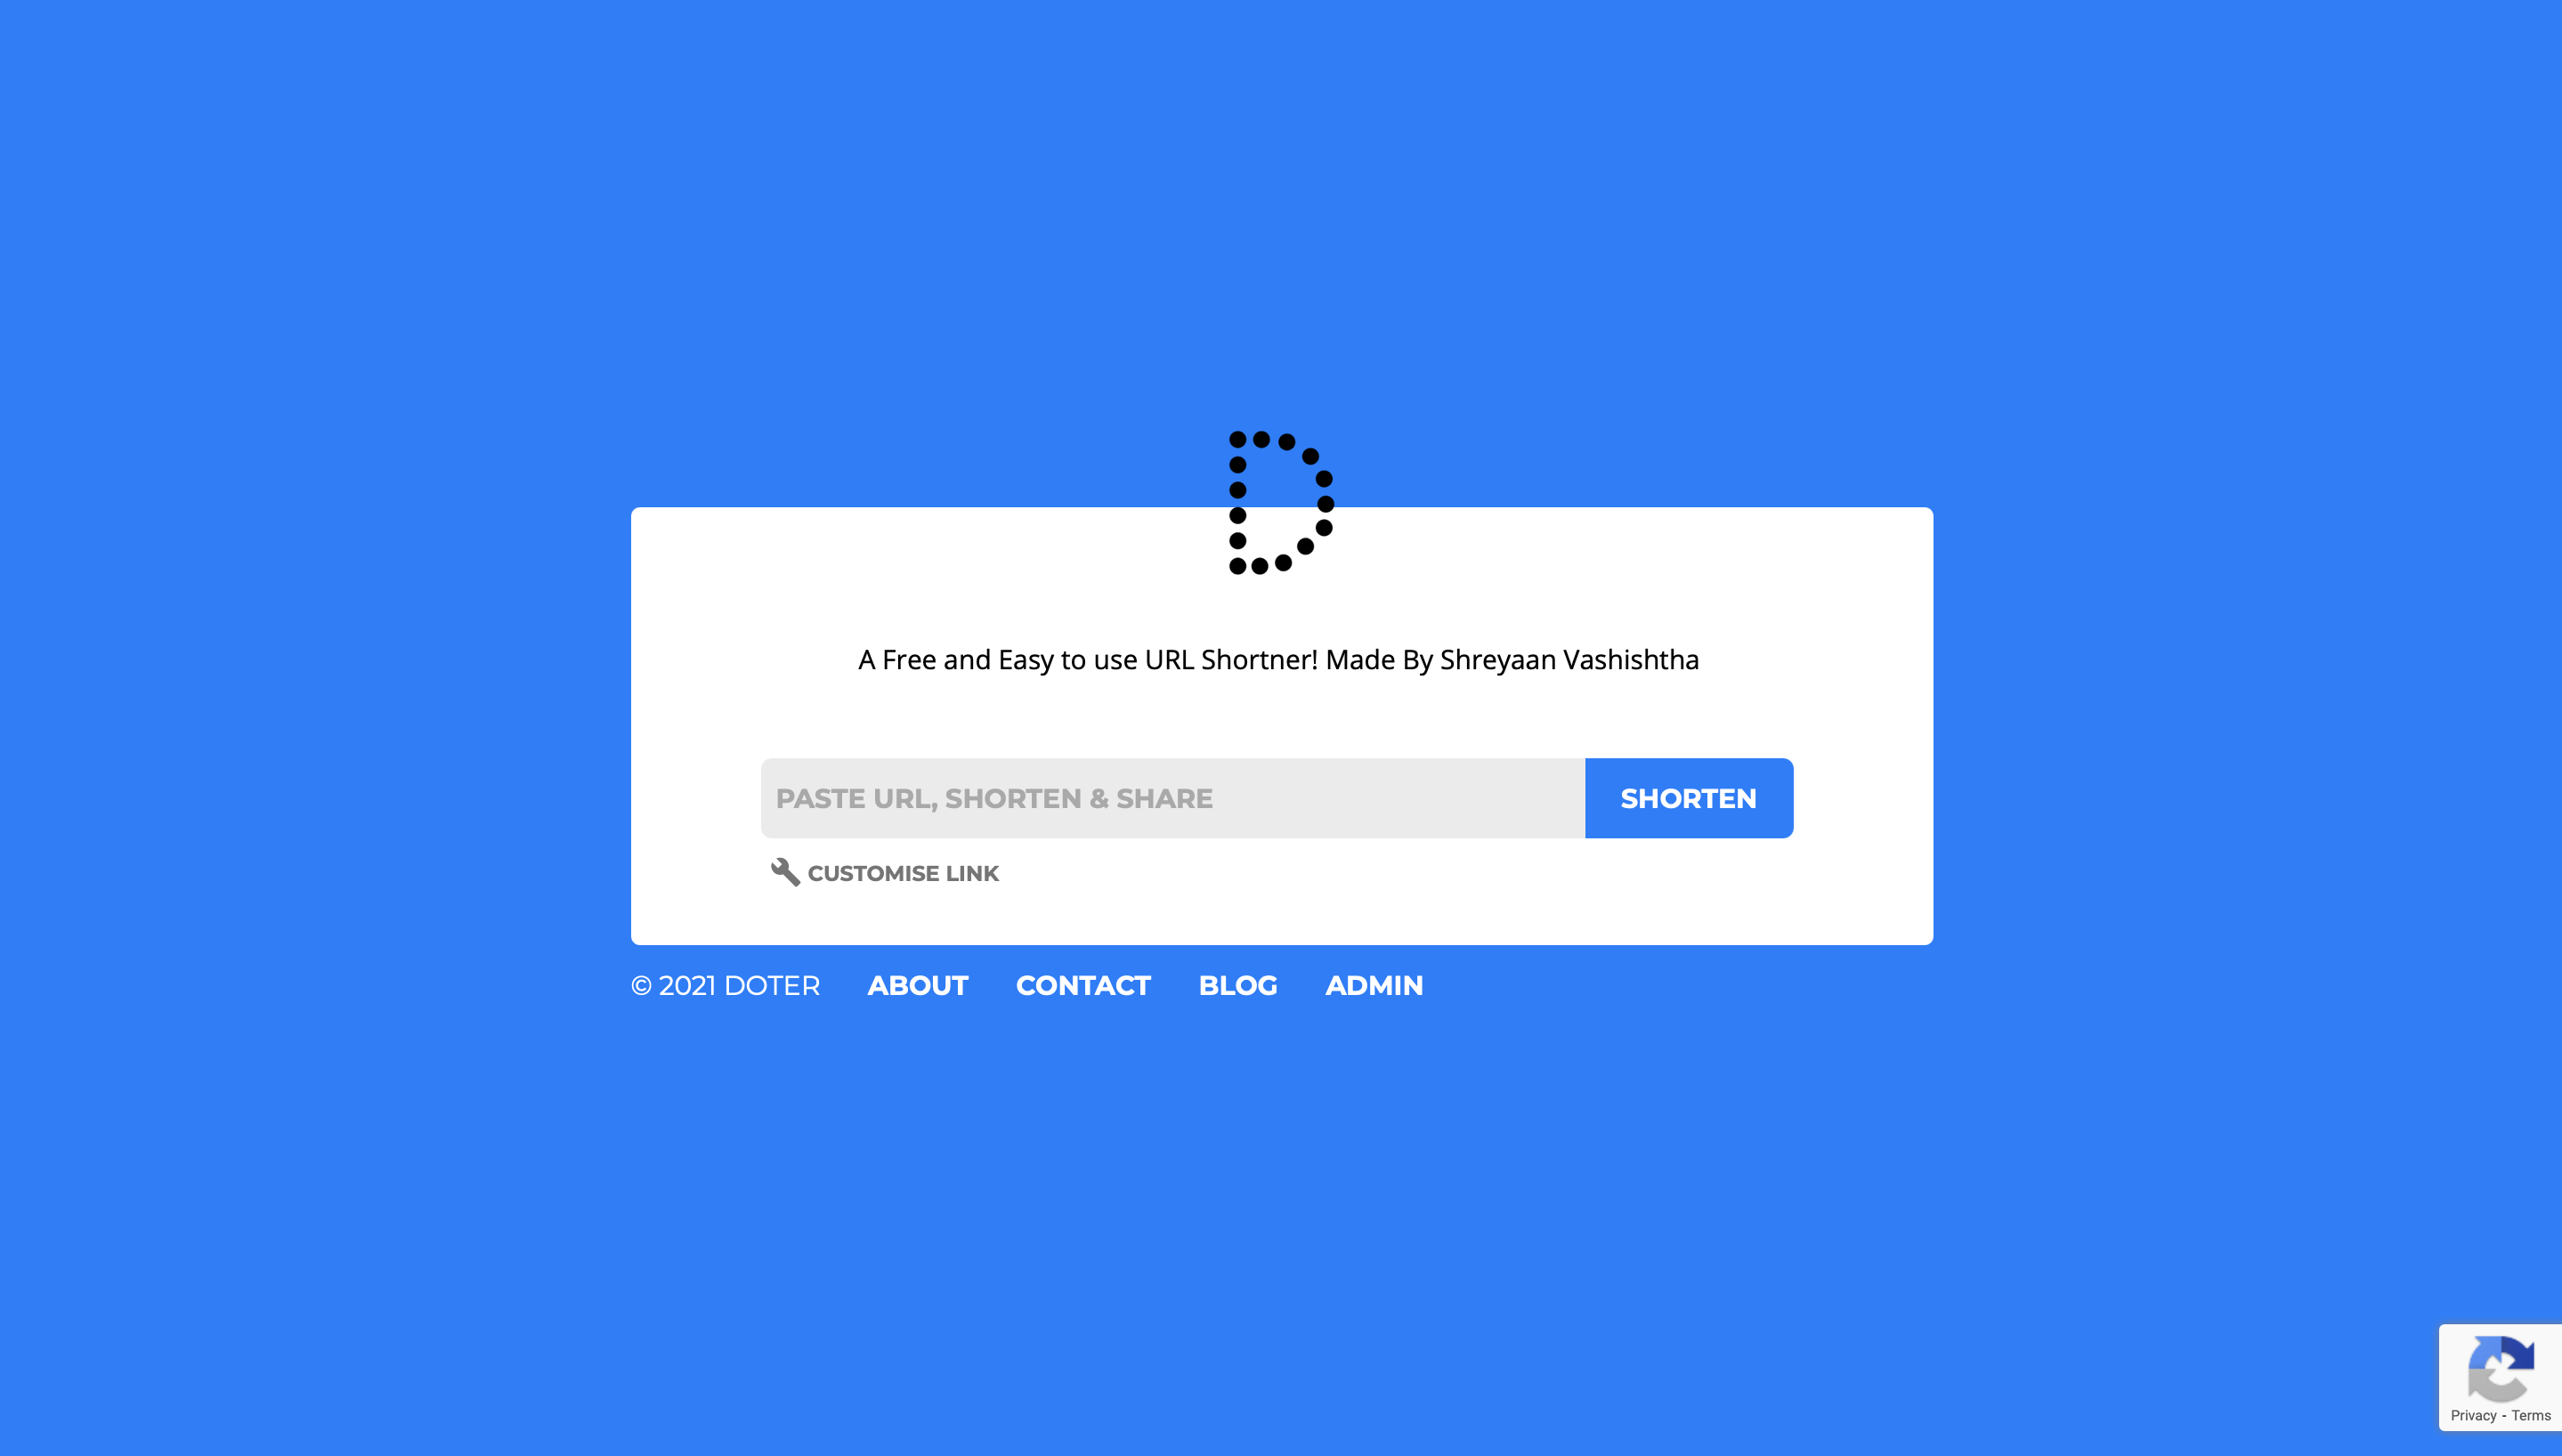 D
A Free and Easy to use URL Shortner! Made By Shreyaan Vashishtha
PASTE URL, SHORTEN & SHARE
SHORTEN
CUSTOMISE LINK
© 2021 DOTER ABOUT CONTACT BLOG ADMIN
Privacy - Terms